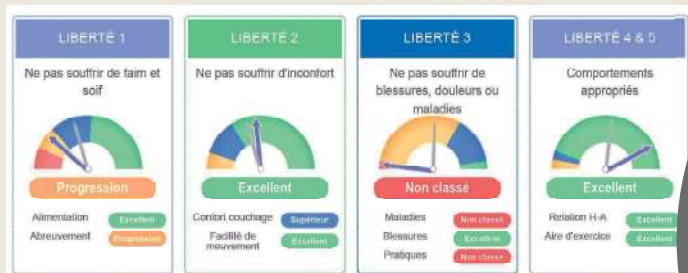 LIBERTÉ 1
Ne pas souffrir de faim et
soif
Progression
Alimentation Excellent
Abreuvement Progression
LIBERTÉ 2
Ne pas souffrir d'inconfort
Excellent
Confort couchage Supérieur
Facilité de
mouvement Excellent
LIBERTÉ 3
Ne pas souffrir de
blessures, douleurs ou
maladies
Non classé
Maladies Non classé
Blessures Excellent
Pratiques Non classé
LIBERTÉ 4 & 5
Comportements
appropriés
Excellent
Relation H-A Excellent
Aire d'exercice Excellent